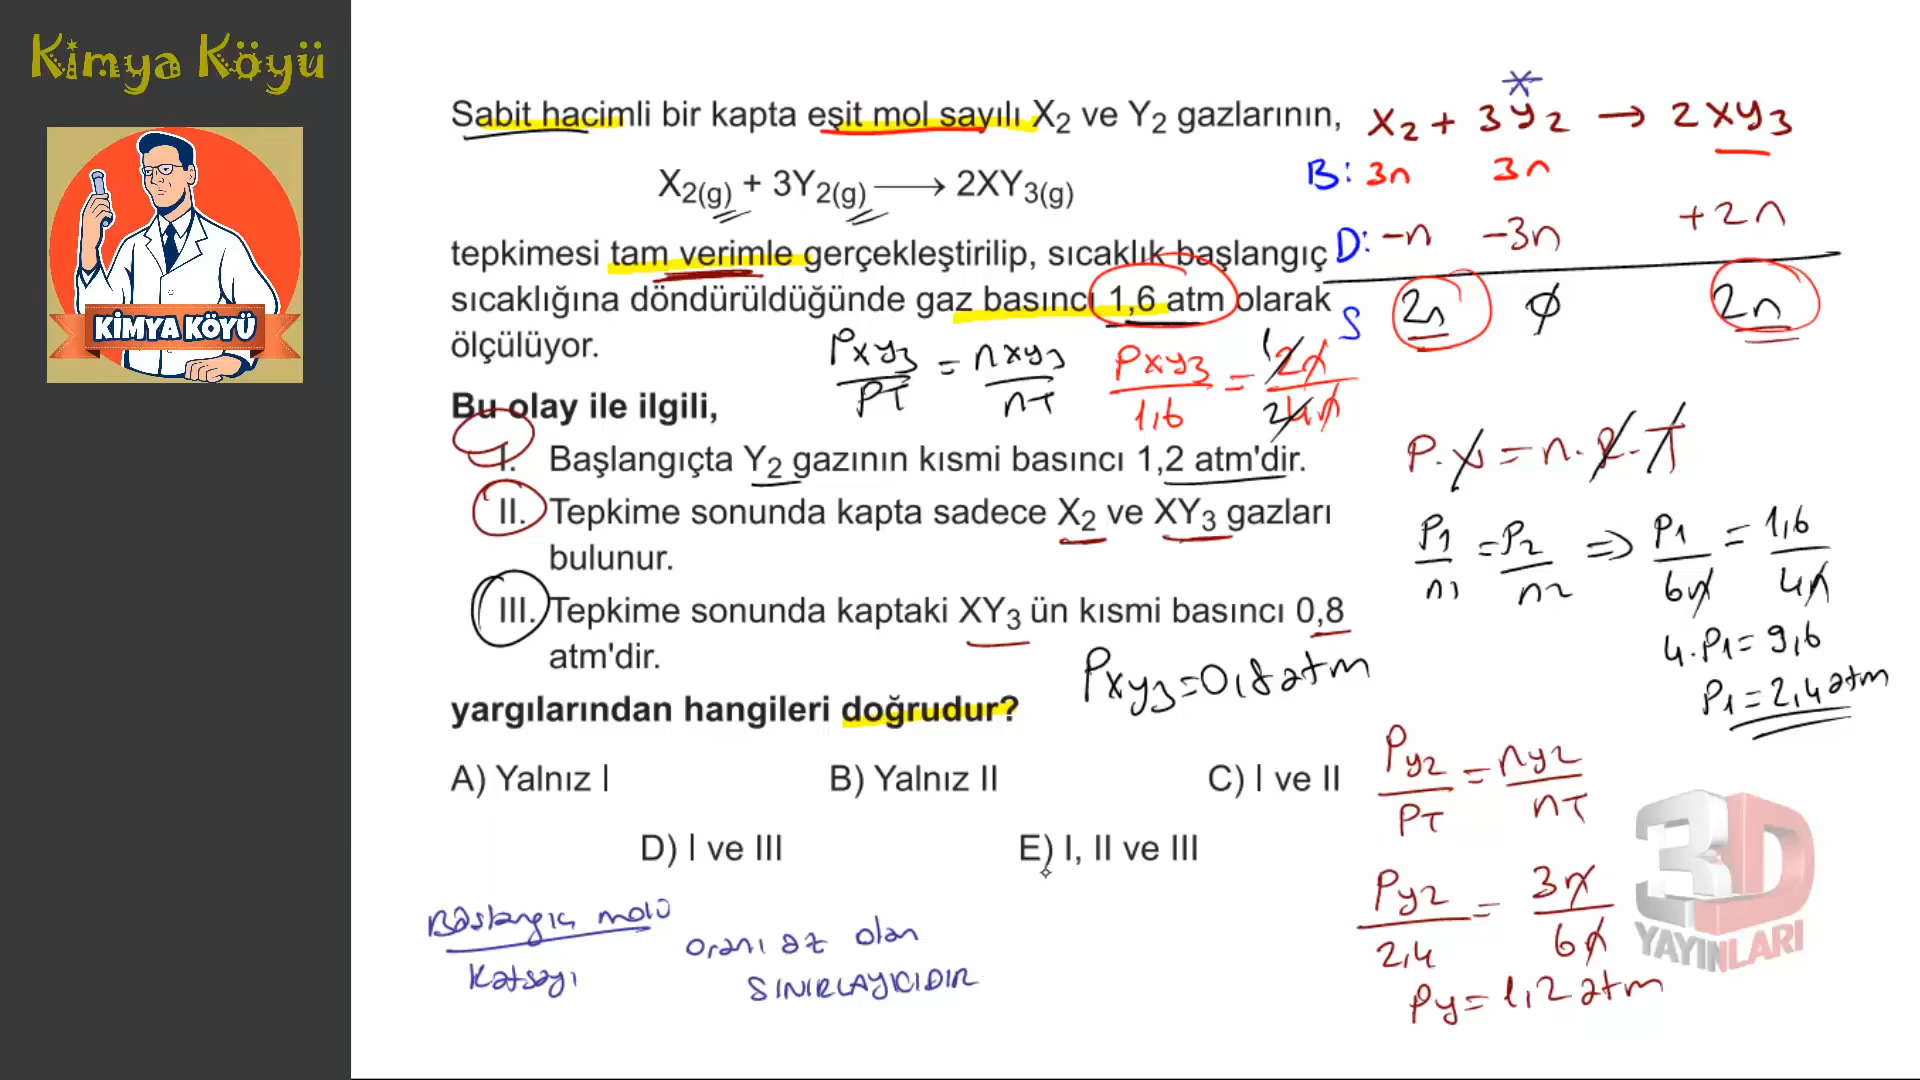 Kimya Köyü
KİMYA KÖYÜ
Sabit hacimli bir kapta eşit mol sayılı X₂ ve Y₂ gazlarının,
X₂(g) + 3Y₂(g) ⟶ 2XY₃(g)
tepkimesi tam verimle gerçekleştirilip, sıcaklık başlangıç
sıcaklığına döndürüldüğünde gaz basıncı 1,6 atm olarak
ölçülüyor.
Bu olay ile ilgili,
I. Başlangıçta Y₂ gazının kısmi basıncı 1,2 atm'dir.
II. Tepkime sonunda kapta sadece X₂ ve XY₃ gazları
bulunur.
III. Tepkime sonunda kaptaki XY₃ ün kısmi basıncı 0,8
atm'dir.
yargılarından hangileri doğrudur?
A) Yalnız I B) Yalnız II C) I ve II
D) I ve III E) I, II ve III
*
X₂ + 3Y₂ → 2XY₃
B: 3n 3n
D: -n -3n +2n
S 2n ϕ 2n
Pxy₃/PT = nxy₃/nT
Pxy₃/1,6 = 2n/4n 1 2
Pxy₃=0,8 atm
P.V=n.R.T
P₁/n₁ = P₂/n₂ ⇒ P₁/6n = 1,6/4n
4.P₁=9,6
P₁=2,4 atm
Py₂/PT = ny₂/nT
Py₂/2,4 = 3n/6n
Py=1,2 atm
Başlangıç molü
Katsayı
oranı az olan
SINIRLAYICIDIR
3D
YAYINLARI